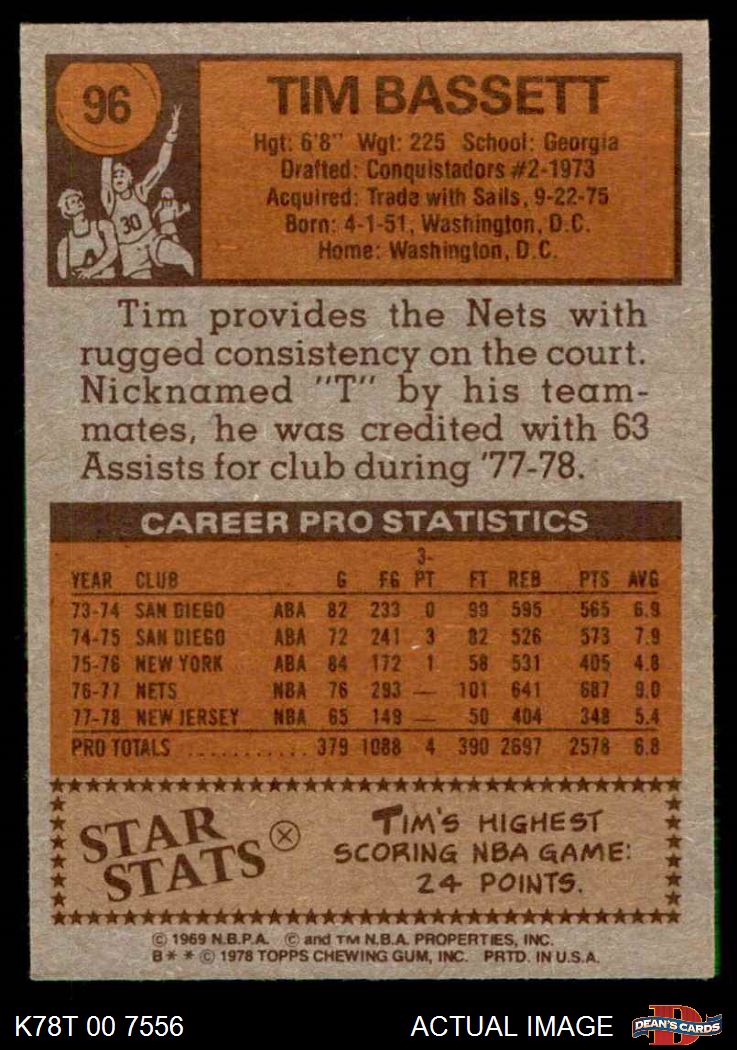 96
TIM BASSETT
Hgt: 6'8" Wgt: 225 School: Georgia
Drafted: Conquistadors #2-1973
Acquired: Trade with Sails, 9-22-75
Born: 4-1-51, Washington, D.C.
Home: Washington, D.C.
30
Tim provides the Nets with
rugged consistency on the court.
Nicknamed "T" by his team-
mates, he was credited with 63
Assists for club during '77-78.
CAREER PRO STATISTICS
YEAR CLUB G FG 3-PT FT REB PTS AVG
73-74 SAN DIEGO ABA 82 233 0 99 595 565 6.9
74-75 SAN DIEGO ABA 72 241 3 82 526 573 7.9
75-76 NEW YORK ABA 84 172 1 58 531 405 4.8
76-77 NETS NBA 76 293 — 101 641 687 9.0
77-78 NEW JERSEY NBA 65 149 — 50 404 348 5.4
PRO TOTALS ........... 379 1088 4 390 2697 2578 6.8
STAR
STATS
TIM'S HIGHEST
SCORING NBA GAME:
24 POINTS.
© 1969 N.B.P.A. © and TM N.B.A. PROPERTIES, INC.
B* * © 1978 TOPPS CHEWING GUM, INC. PRTD. IN U.S.A.
K78T 00 7556 ACTUAL IMAGE
D
DEAN'S CARDS